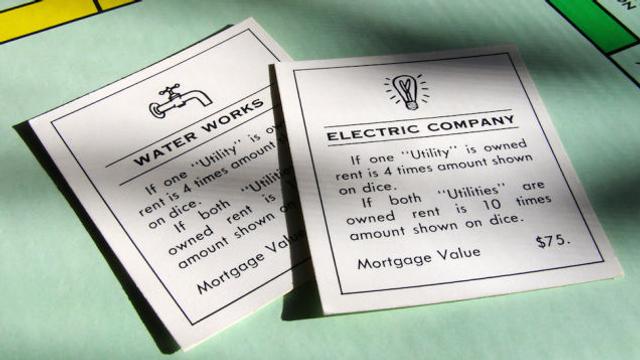 WATER WORKS
If one "Utility" is
rent is 4 times amount
on dice.
If both
owned rent is
amount shown on
Mortgage
ELECTRIC COMPANY
If one "Utility" is owned
rent is 4 times amount shown
on dice.
If both "Utilities" are
owned rent is 10 times
amount shown on dice.
Mortgage Value $75.